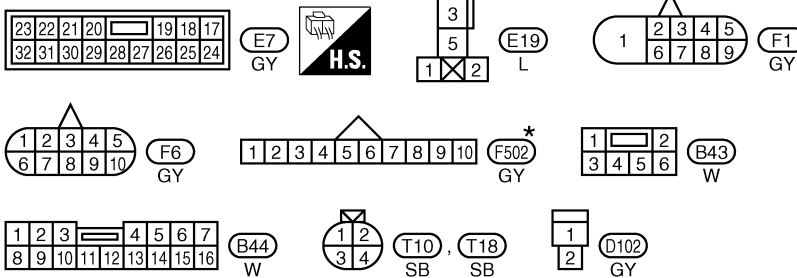 23 22 21 20 19 18 17
32 31 30 29 28 27 26 25 24
E7
GY
H.S.
3
5
1 2
E19
L
1
2 3 4 5
6 7 8 9
F1
GY
1 2 3 4 5
6 7 8 9 10
F6
GY
1 2 3 4 5 6 7 8 9 10
*
F502
GY
1 2
3 4 5 6
B43
W
1 2 3 4 5 6 7
8 9 10 11 12 13 14 15 16
B44
W
1 2
3 4
T10 , T18
SB SB
1
2
D102
GY